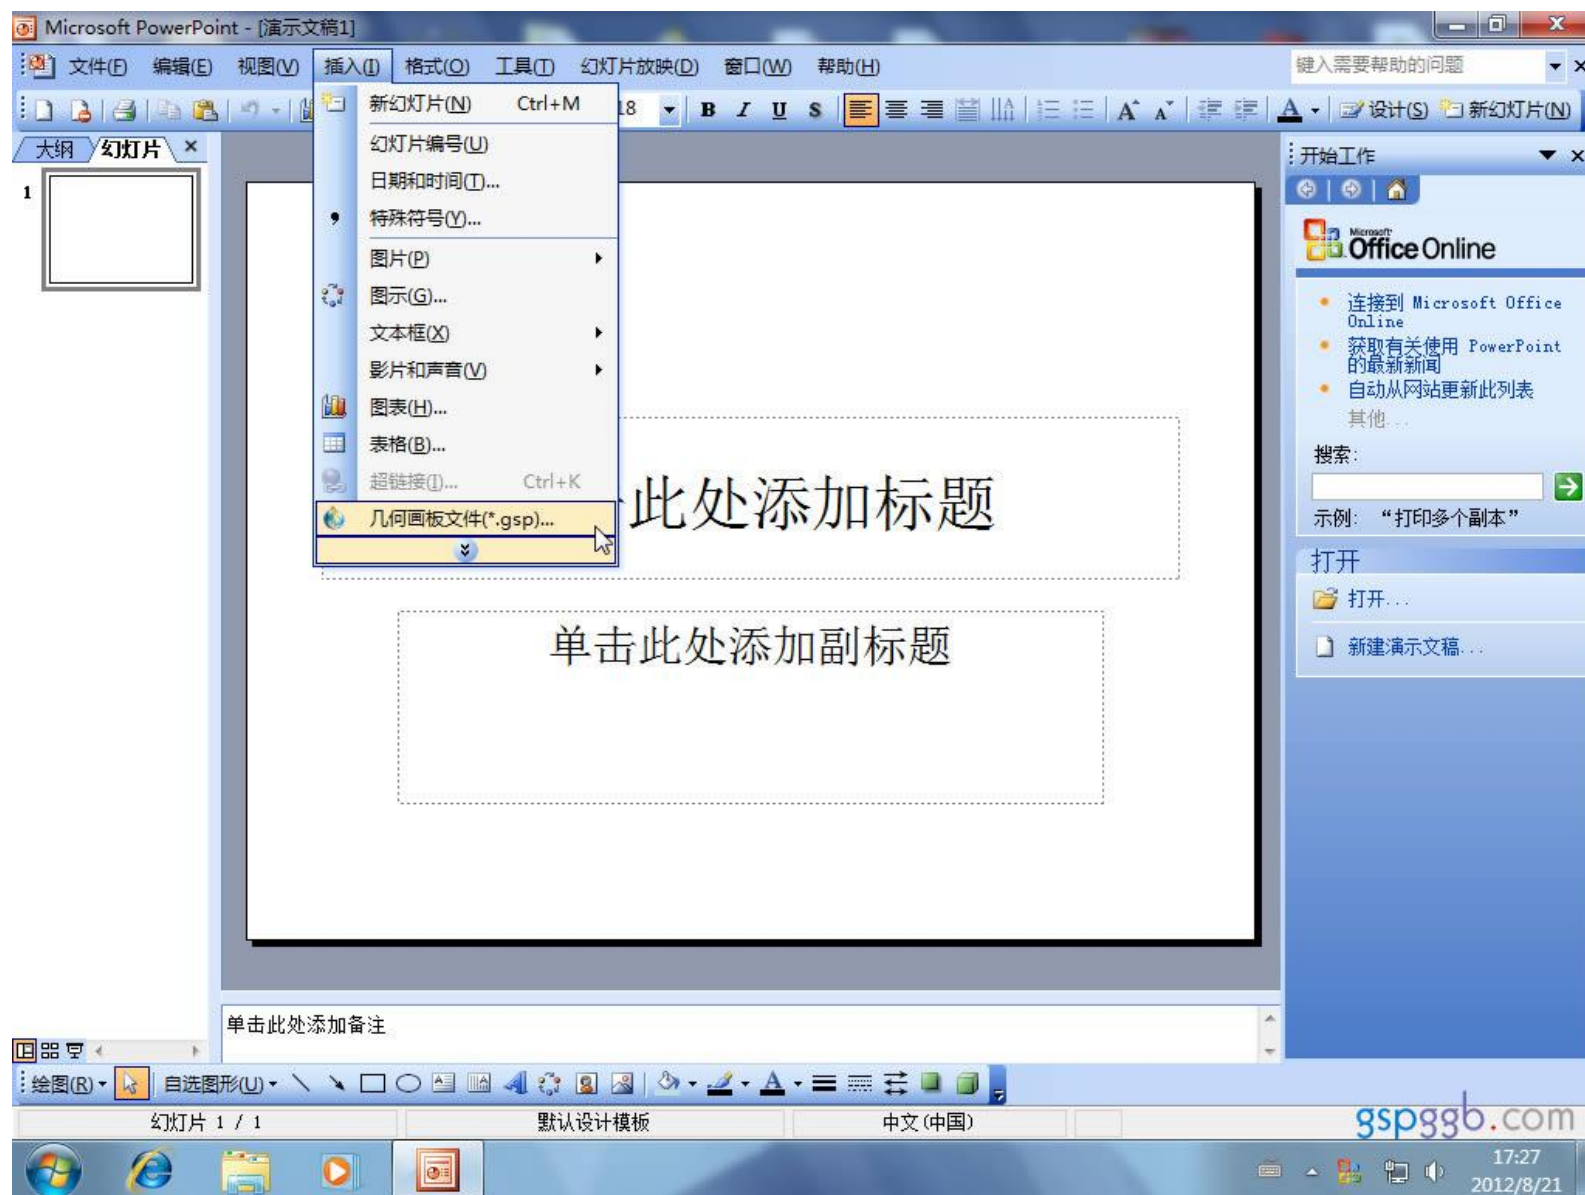 Microsoft PowerPoint - [演示文稿1]
文件(F) 编辑(E) 视图(V) 插入(I) 格式(O) 工具(T) 幻灯片放映(D) 窗口(W) 帮助(H) 键入需要帮助的问题
18 B I U S A A A 设计(S) 新幻灯片(N)
大纲 幻灯片
1
新幻灯片(N) Ctrl+M
幻灯片编号(U)
日期和时间(T)...
特殊符号(Y)...
图片(P)
图示(G)...
文本框(X)
影片和声音(V)
图表(H)...
表格(B)...
超链接(I)... Ctrl+K
几何画板文件(*.gsp)...
此处添加标题
单击此处添加副标题
单击此处添加备注
开始工作
Microsoft
Office Online
连接到 Microsoft Office
Online
获取有关使用 PowerPoint
的最新新闻
自动从网站更新此列表
其他...
搜索:
示例: “打印多个副本”
打开
打开...
新建演示文稿...
绘图(R) 自选图形(U) A
幻灯片 1 / 1 默认设计模板 中文(中国)
gspggb.com
17:27
2012/8/21